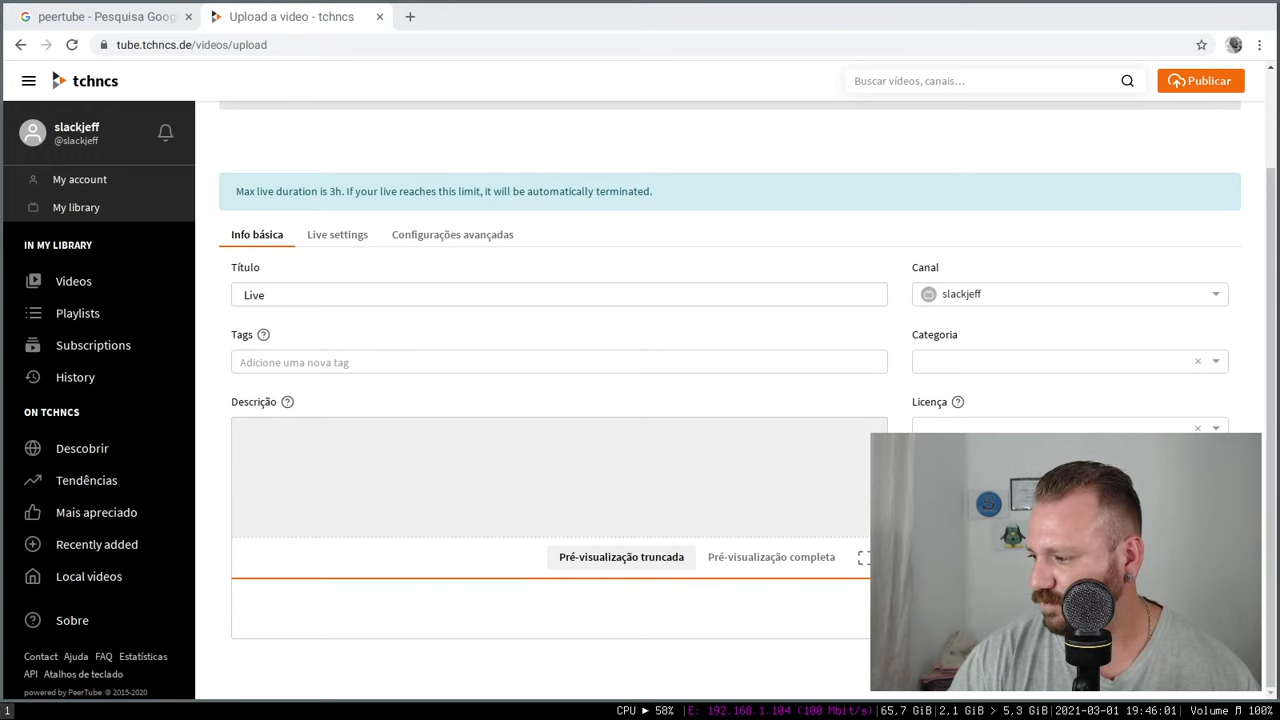 peertube - Pesquisa Goog
Upload a video - tchncs
tube.tchncs.de/videos/upload
tchncs
Buscar vídeos, canais…
Publicar
slackjeff
@slackjeff
My account
My library
IN MY LIBRARY
Videos
Playlists
Subscriptions
History
ON TCHNCS
Descobrir
Tendências
Mais apreciado
Recently added
Local videos
Sobre
Contact Ajuda FAQ Estatísticas
API Atalhos de teclado
powered by PeerTube © 2015-2020
Max live duration is 3h. If your live reaches this limit, it will be automatically terminated.
Info básica Live settings Configurações avançadas
Título
Live
Canal
slackjeff
Tags
Adicione uma nova tag
Categoria
Descrição
Licença
Pré-visualização truncada Pré-visualização completa
1 CPU ► 58% |E: 192.168.1.104 (100 Mbit/s)|65,7 GiB|2,1 GiB > 5,3 GiB|2021-03-01 19:46:01| Volume 100%